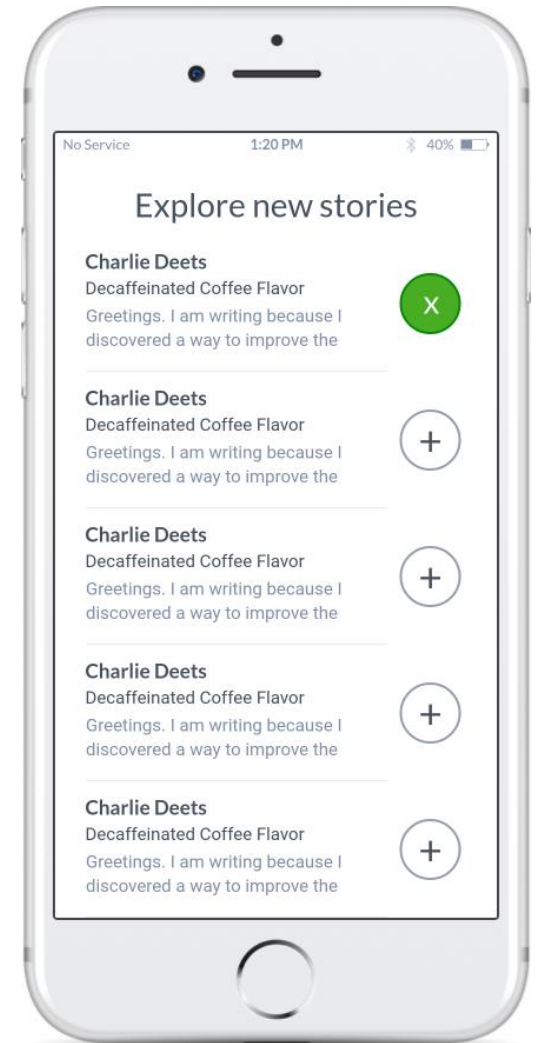 No Service 1:20 PM 40%
Explore new stories
Charlie Deets
Decaffeinated Coffee Flavor
Greetings. I am writing because I
discovered a way to improve the
x
Charlie Deets
Decaffeinated Coffee Flavor
Greetings. I am writing because I
discovered a way to improve the
+
Charlie Deets
Decaffeinated Coffee Flavor
Greetings. I am writing because I
discovered a way to improve the
+
Charlie Deets
Decaffeinated Coffee Flavor
Greetings. I am writing because I
discovered a way to improve the
+
Charlie Deets
Decaffeinated Coffee Flavor
Greetings. I am writing because I
discovered a way to improve the
+